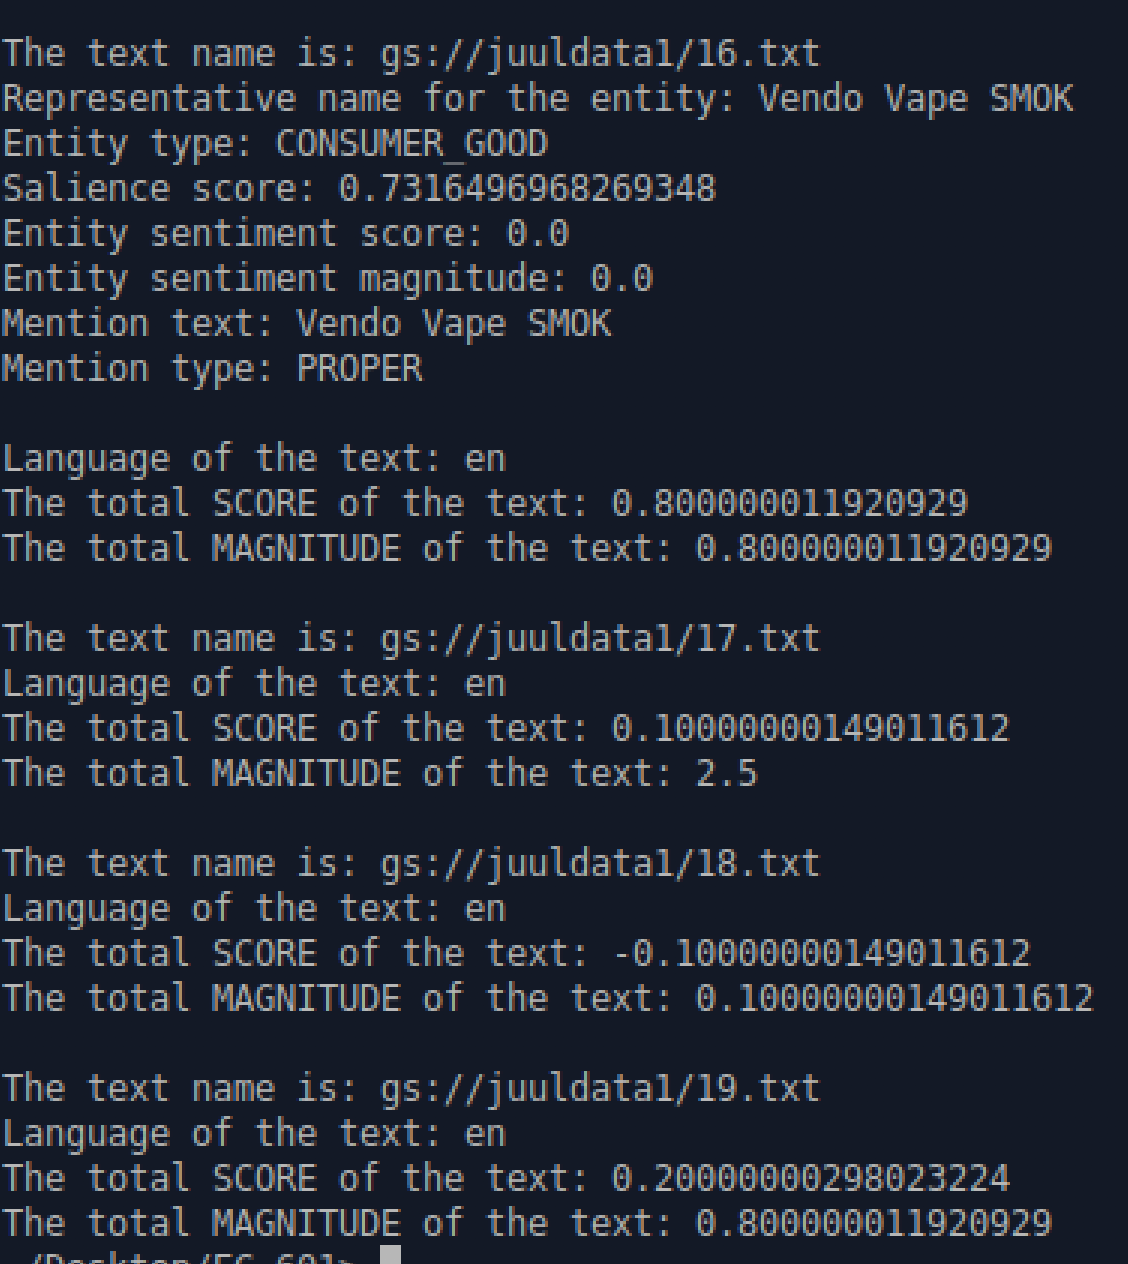 The text name is: gs://juuldata1/16.txt
Representative name for the entity: Vendo Vape SMOK
Entity type: CONSUMER_GOOD
Salience score: 0.7316496968269348
Entity sentiment score: 0.0
Entity sentiment magnitude: 0.0
Mention text: Vendo Vape SMOK
Mention type: PROPER
Language of the text: en
The total SCORE of the text: 0.800000011920929
The total MAGNITUDE of the text: 0.800000011920929
The text name is: gs://juuldata1/17.txt
Language of the text: en
The total SCORE of the text: 0.10000000149011612
The total MAGNITUDE of the text: 2.5
The text name is: gs://juuldata1/18.txt
Language of the text: en
The total SCORE of the text: -0.10000000149011612
The total MAGNITUDE of the text: 0.10000000149011612
The text name is: gs://juuldata1/19.txt
Language of the text: en
The total SCORE of the text: 0.20000000298023224
The total MAGNITUDE of the text: 0.800000011920929